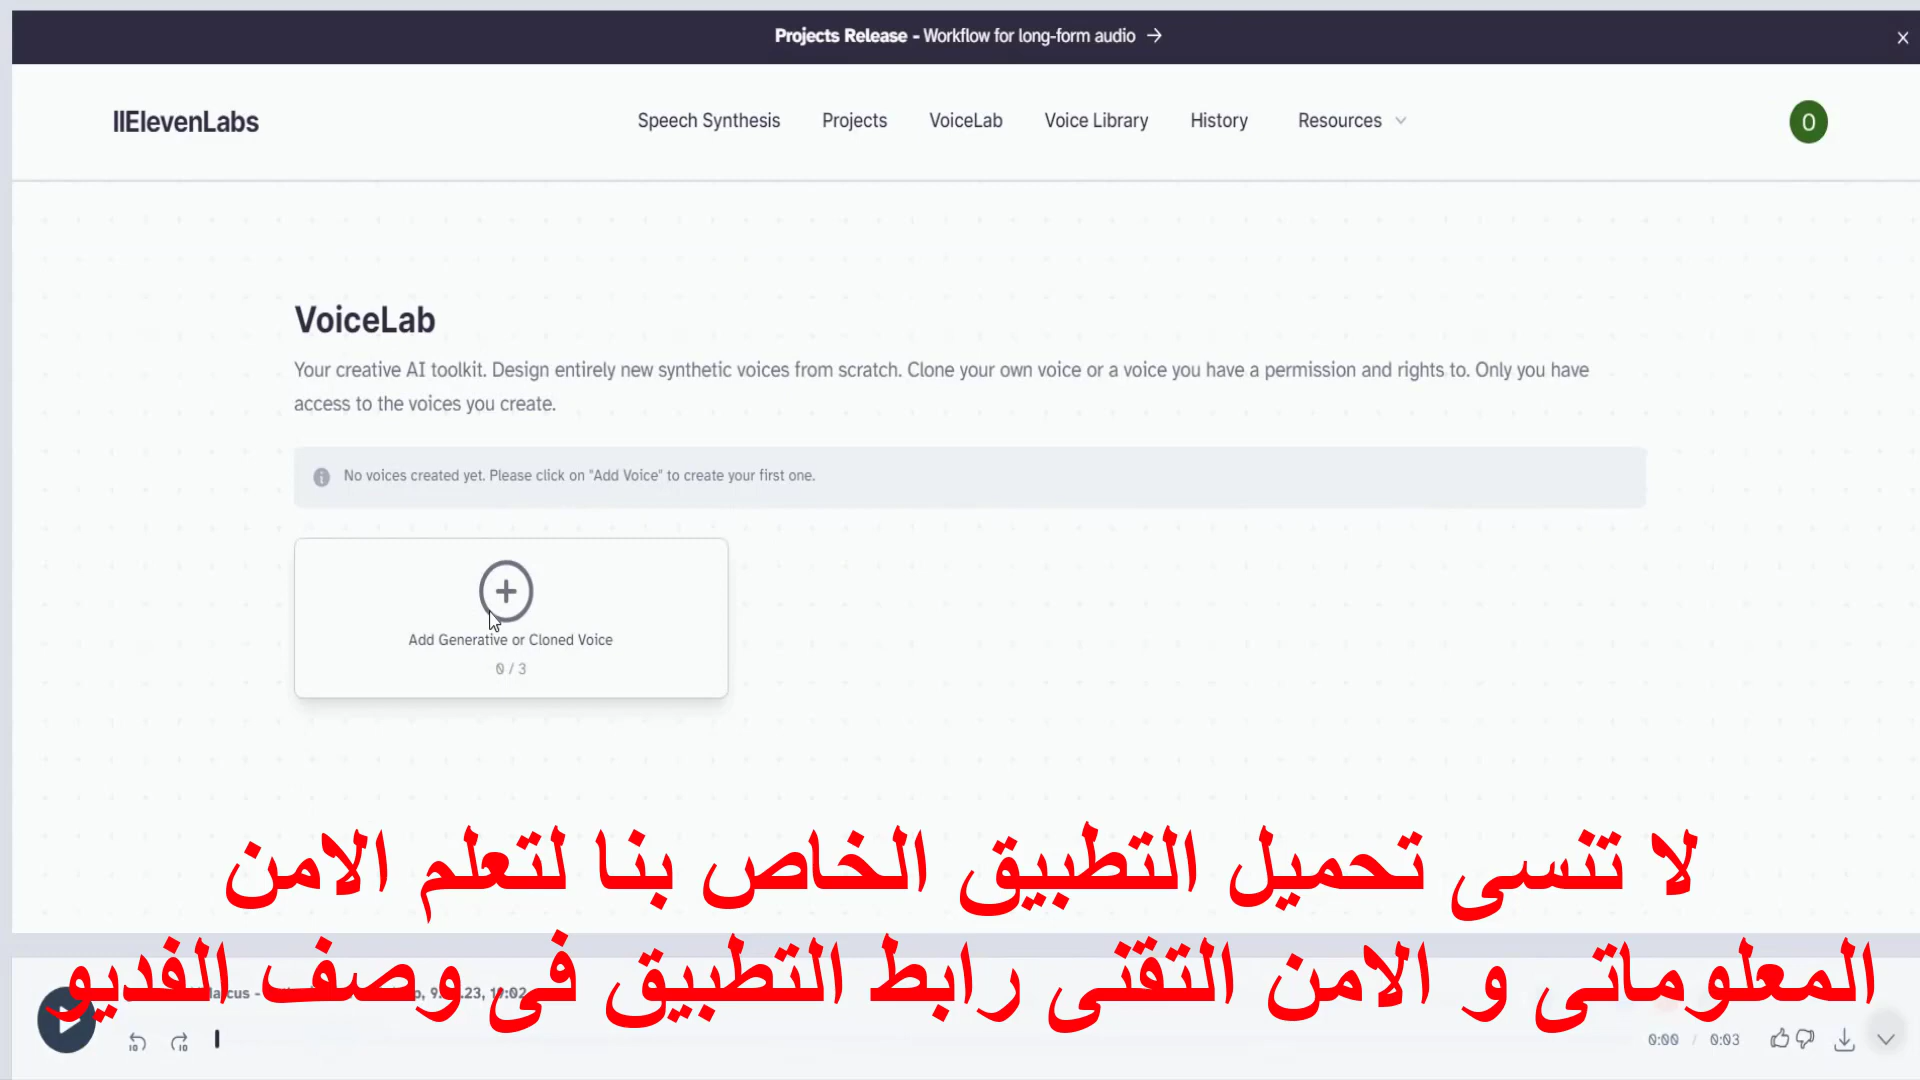 Projects Release - Workflow for long-form audio
IIElevenLabs
Speech Synthesis
Projects
VoiceLab
Voice Library
History
Resources
O
VoiceLab
Your creative AI toolkit. Design entirely new synthetic voices from scratch. Clone your own voice or a voice you have a permission and rights to. Only you have
access to the voices you create.
No voices created yet. Please click on "Add Voice" to create your first one.
Add Generative or Cloned Voice
0 / 3
لا تنسى تحميل التطبيق الخاص بنا لتعلم الامن
المعلوماتى و الامن التقنى رابط التطبيق فى وصف الفديو
10
10
0:00 / 0:03